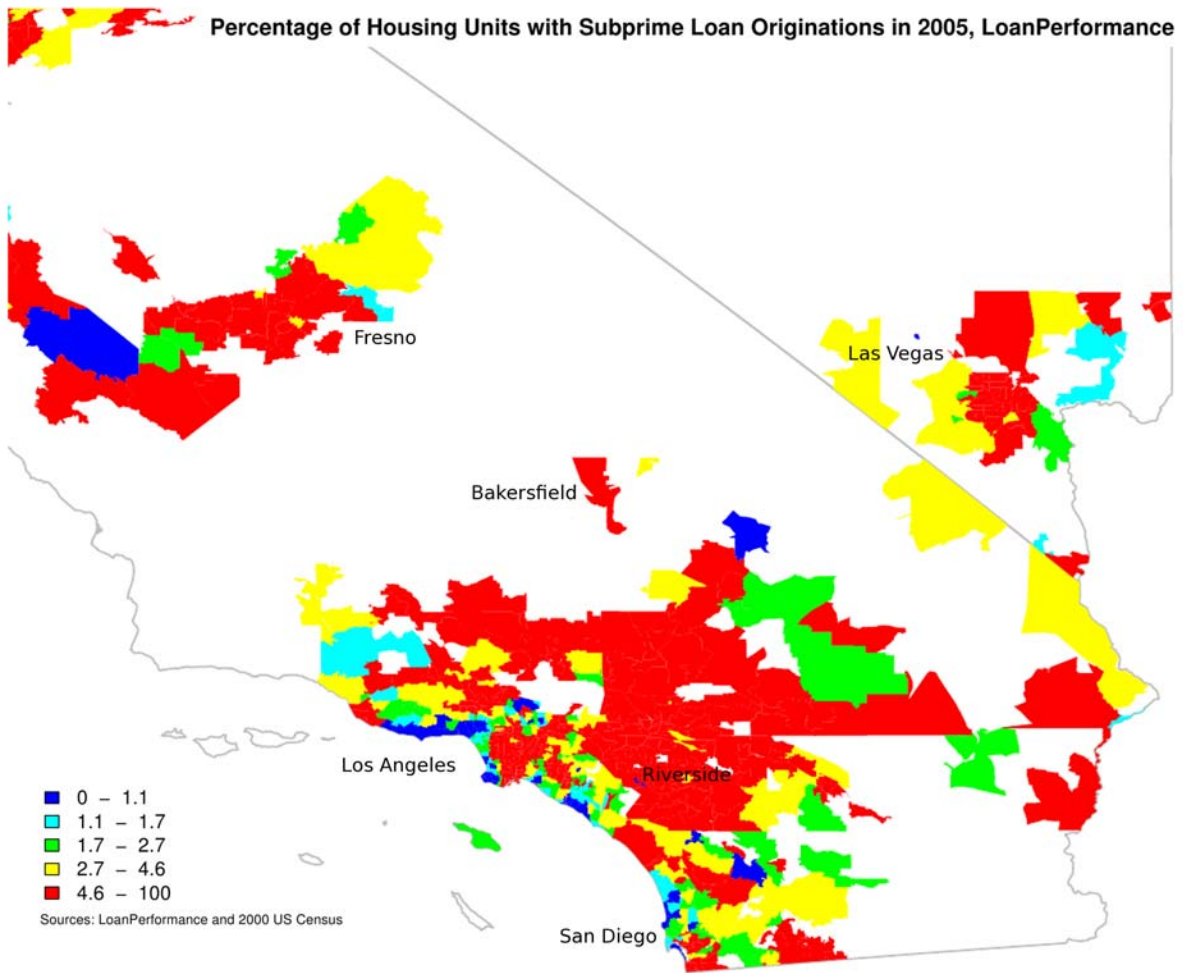 Percentage of Housing Units with Subprime Loan Originations in 2005, LoanPerformance
Fresno
Las Vegas
Bakersfield
Los Angeles
Riverside
0 – 1.1
1.1 – 1.7
1.7 – 2.7
2.7 – 4.6
4.6 – 100
Sources: LoanPerformance and 2000 US Census
San Diego